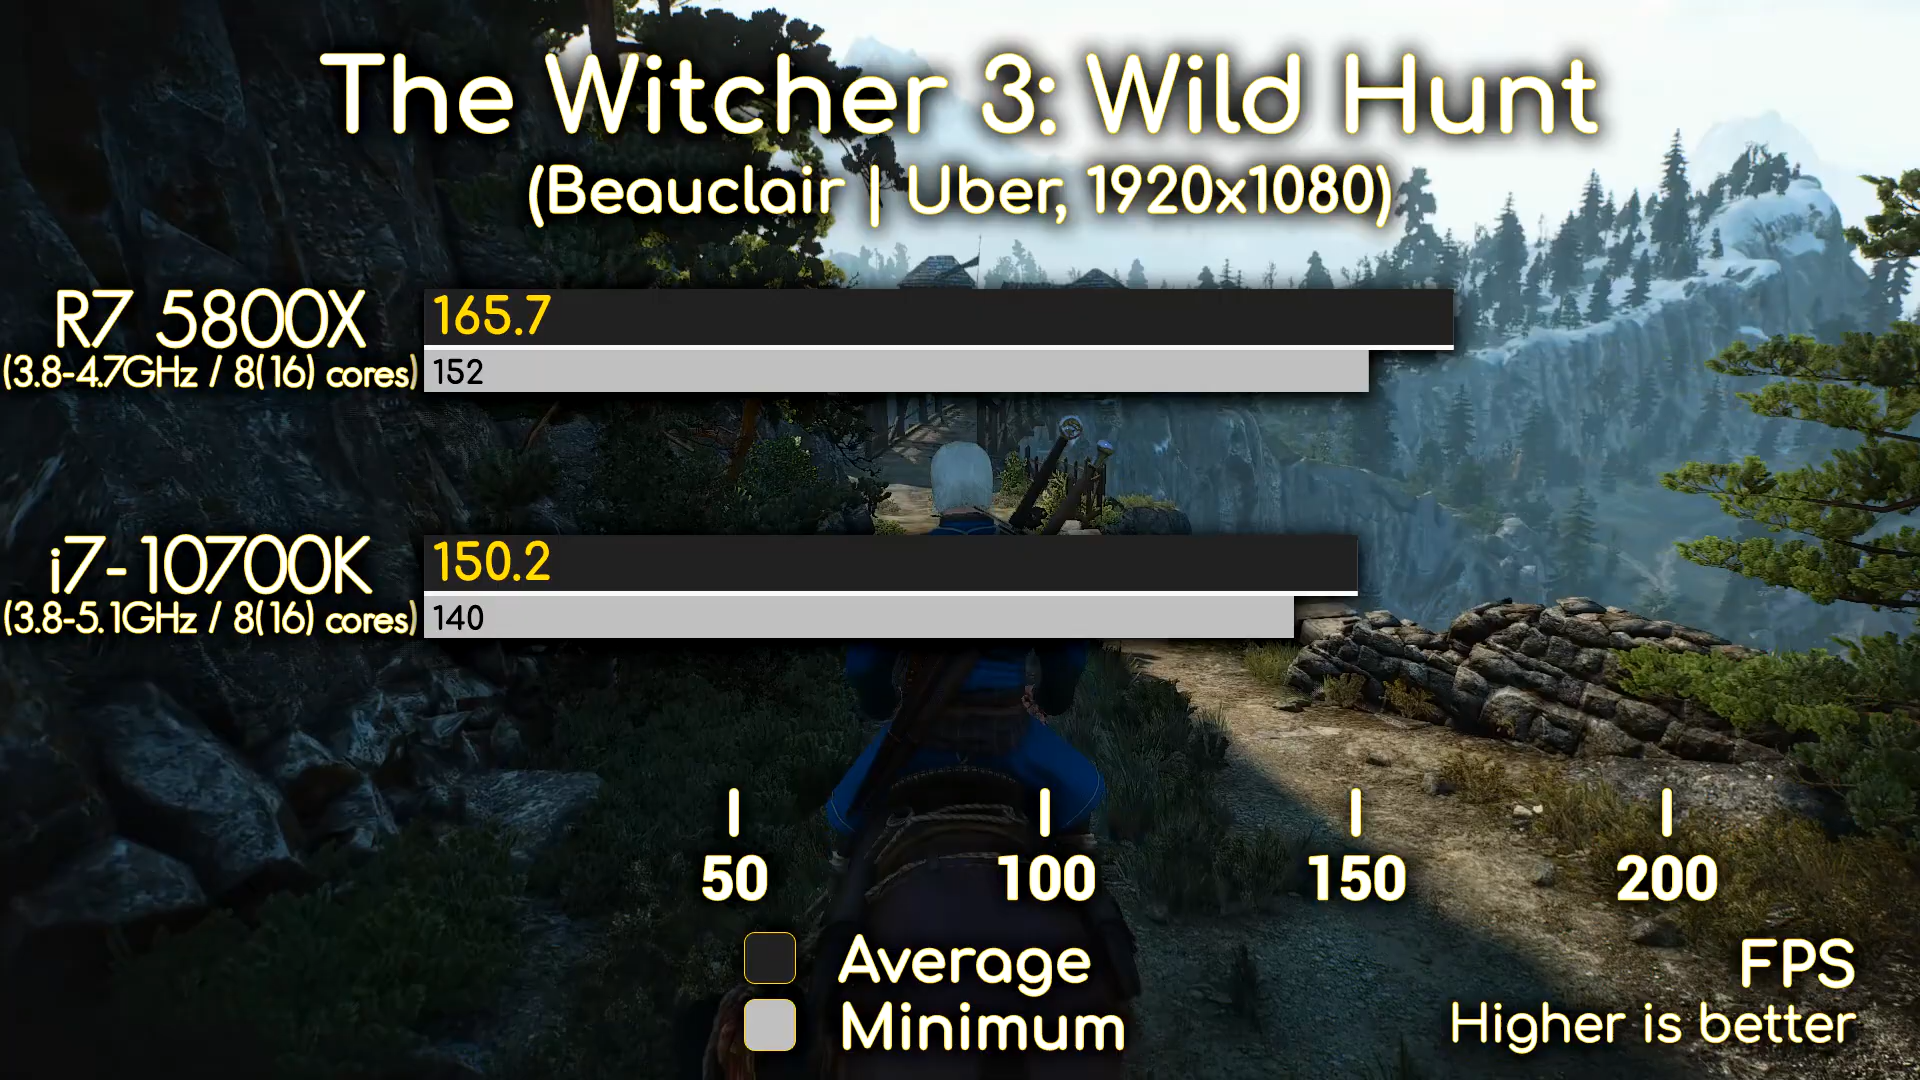 The Witcher 3: Wild Hunt
(Beauclair | Uber, 1920x1080)
R7 5800X
(3.8-4.7GHz / 8(16) cores)
165.7
152
i7-10700K
(3.8-5.1GHz / 8(16) cores)
150.2
140
50 100 150 200
Average
Minimum
FPS
Higher is better